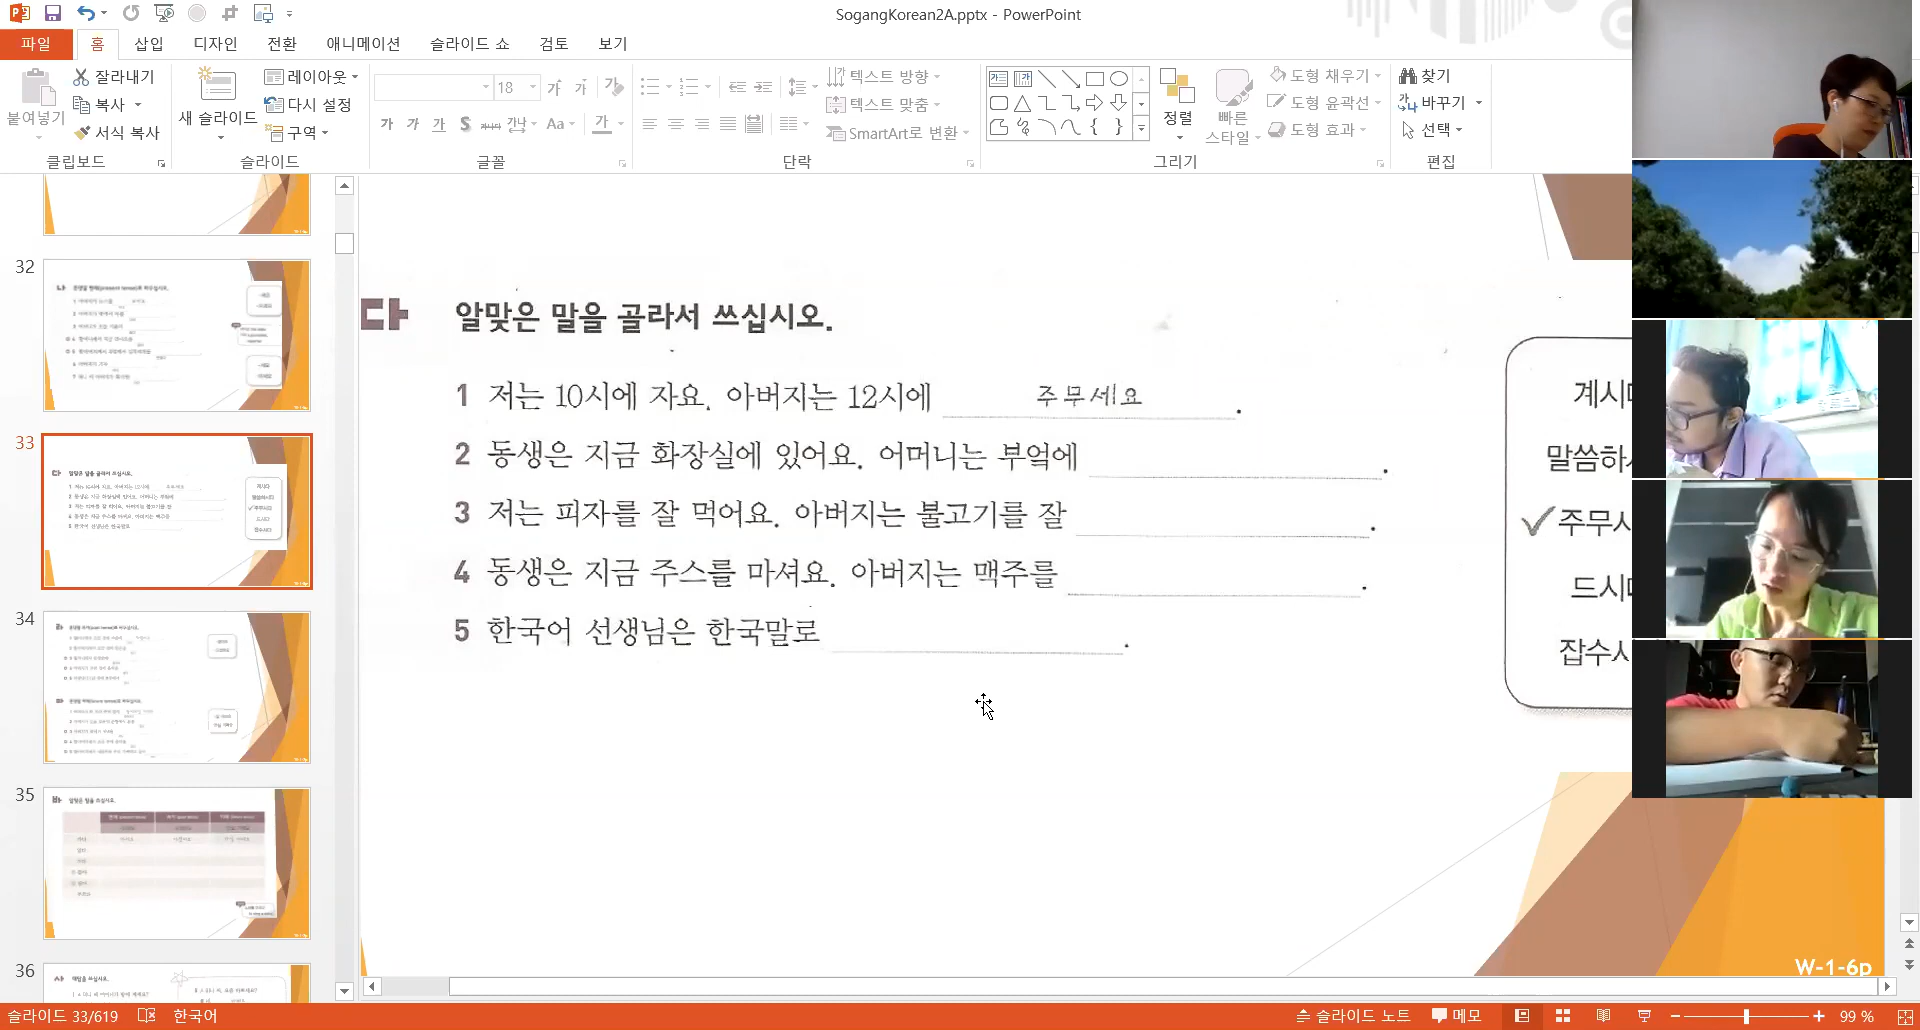 SogangKorean2A.pptx - PowerPoint
파일 홈 삽입 디자인 전환 애니메이션 슬라이드 쇼 검토 보기
붙여넣기
잘라내기
복사
서식 복사
클립보드
새 슬라이드
레이아웃
다시 설정
구역
슬라이드
18
글꼴
텍스트 방향
텍스트 맞춤
SmartArt로 변환
단락
정렬
빠른 스타일
도형 채우기
도형 윤곽선
도형 효과
그리기
찾기
바꾸기
선택
편집
32
33
34
35
36
다 알맞은 말을 골라서 쓰십시오.
1 저는 10시에 자요. 아버지는 12시에 주무세요.
2 동생은 지금 화장실에 있어요. 어머니는 부엌에 .
3 저는 피자를 잘 먹어요. 아버지는 불고기를 잘 .
4 동생은 지금 주스를 마셔요. 아버지는 맥주를 .
5 한국어 선생님은 한국말로 .
계시
말씀하
✓주무시
드시
잡수시
W-1-6p
슬라이드 33/619 한국어
슬라이드 노트 메모 99 %